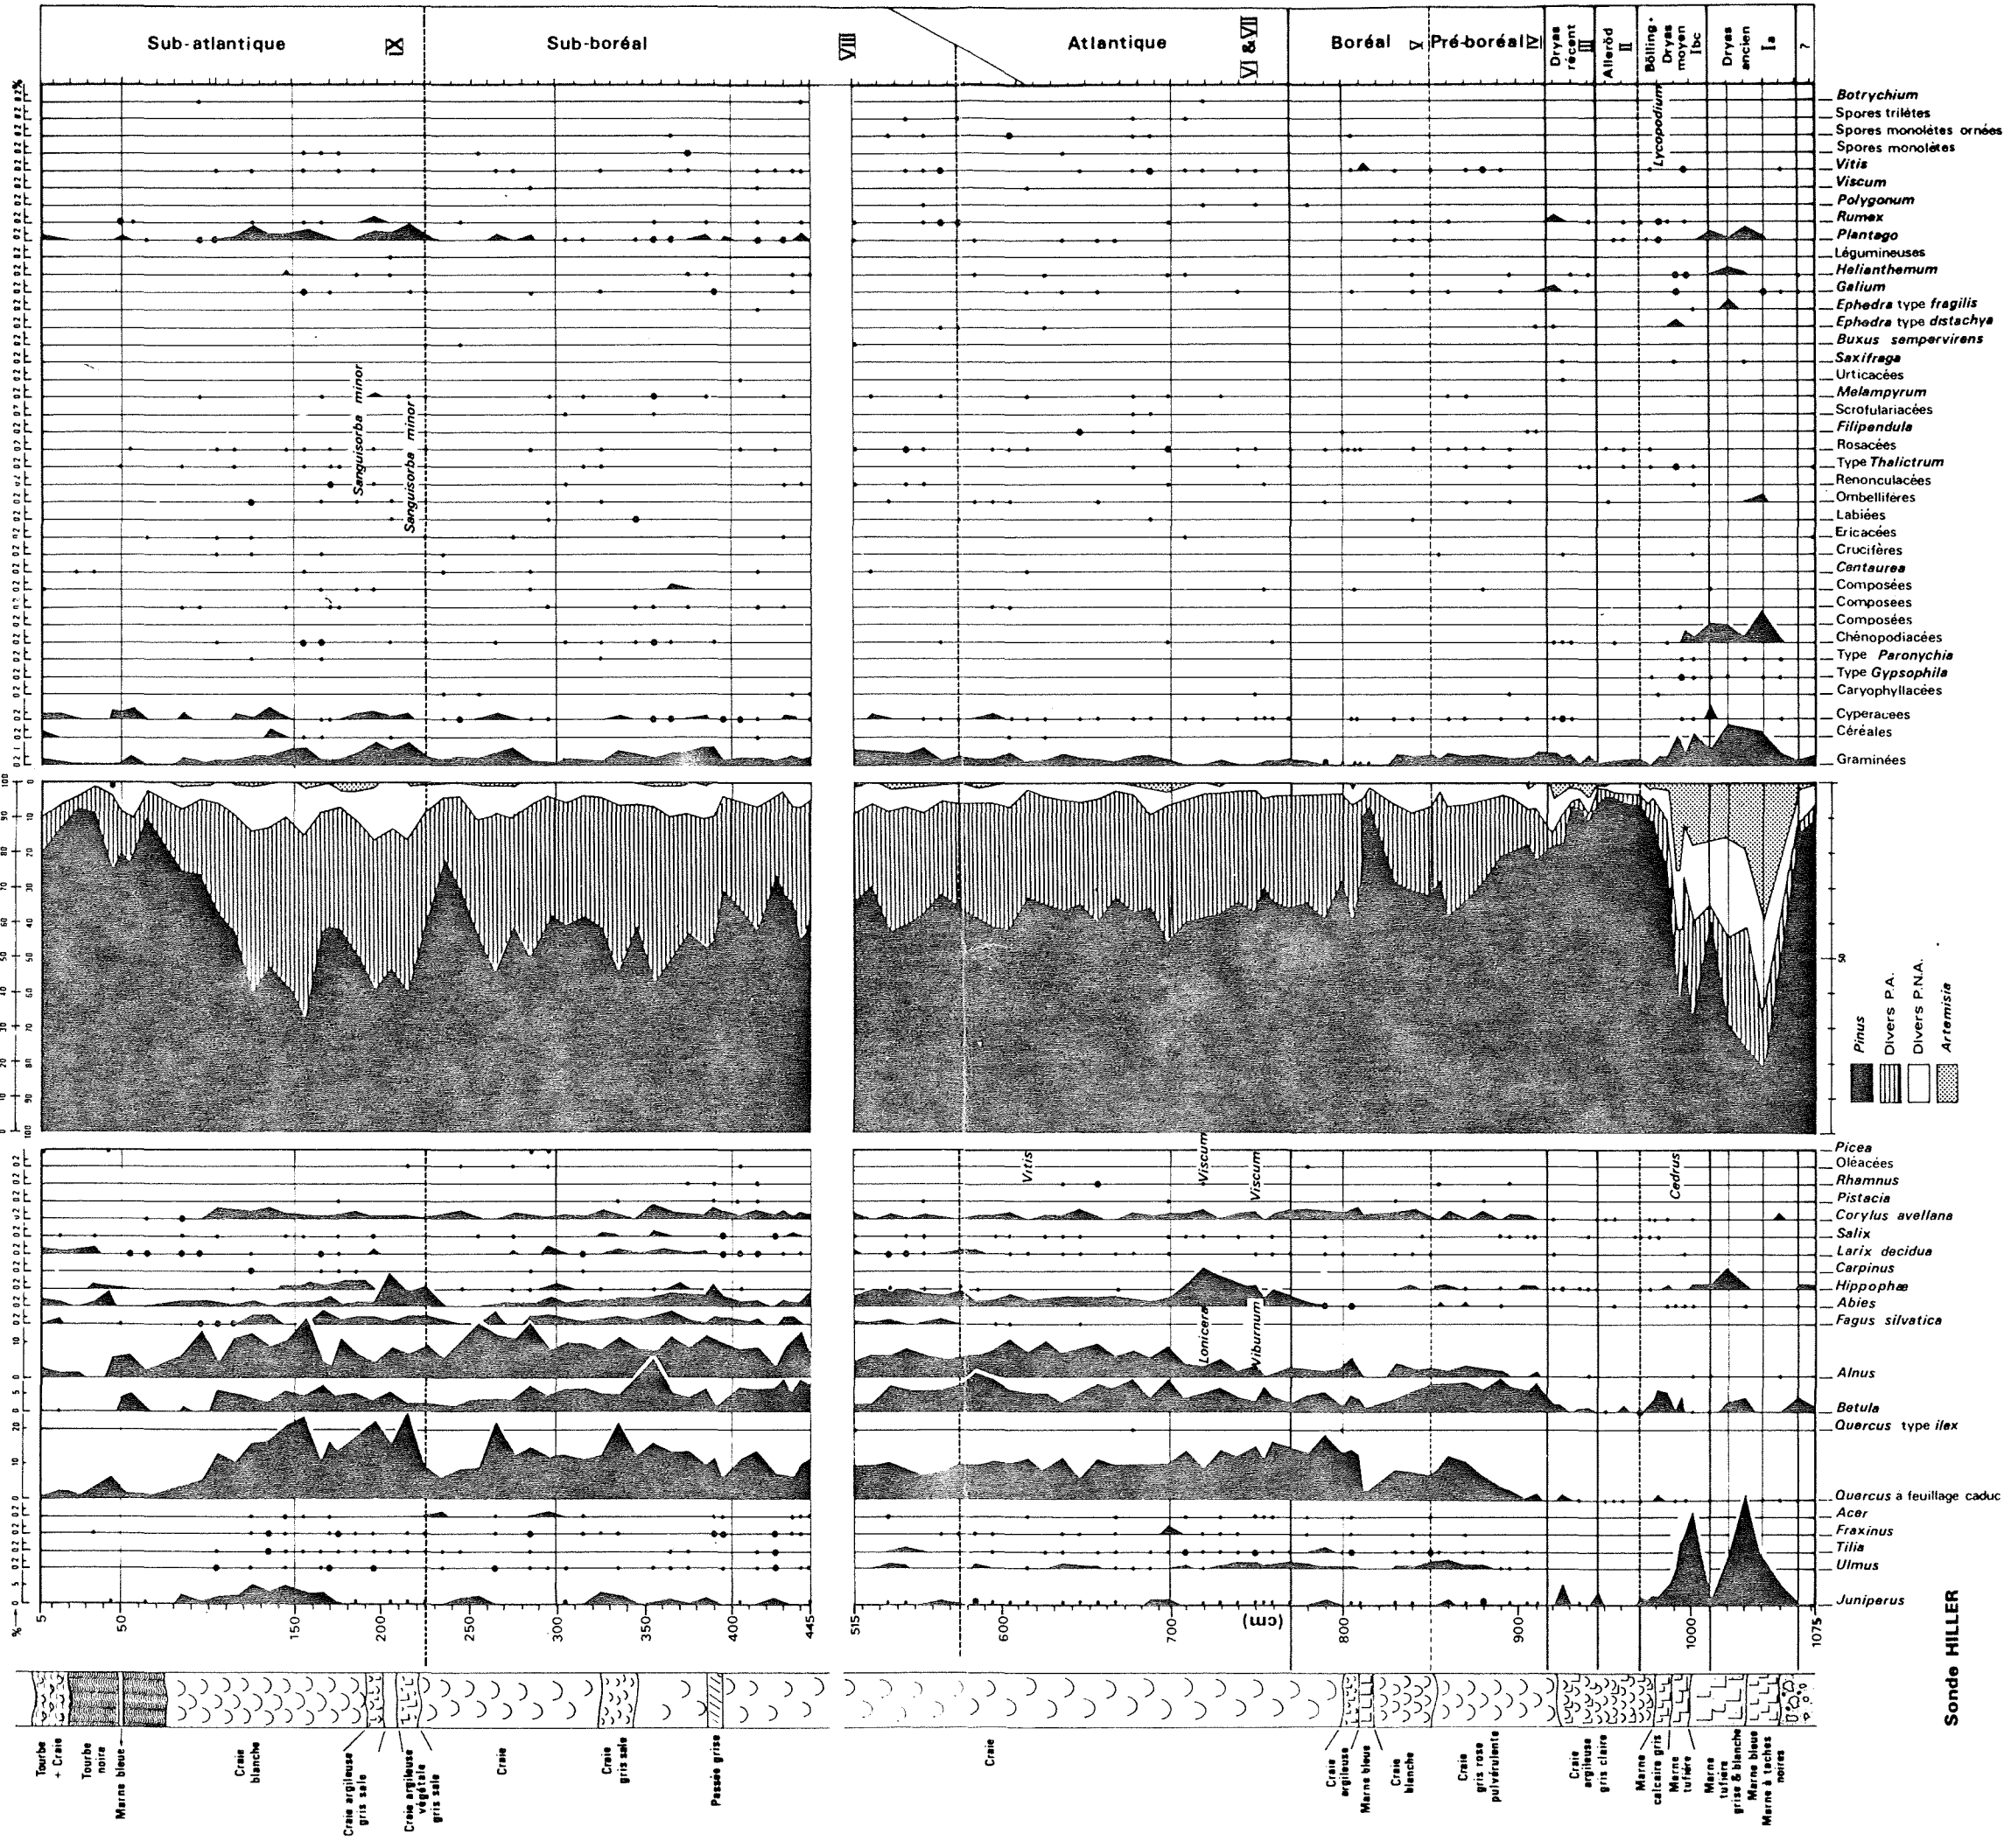 Sub-atlantique
IX
Sub-boréal
VIII
Atlantique
VI & VII
Boréal
V
Pré-boréal
IV
Dryas
récent
III
Alleröd
II
Bölling +
Dryas
moyen
Ibc
Dryas
ancien
Ia
?
Botrychium
Spores trilètes
Spores monolètes ornées
Spores monolètes
Vitis
Viscum
Polygonum
Rumex
Plantago
Légumineuses
Helianthemum
Galium
Ephedra type fragilis
Ephedra type distachya
Buxus sempervirens
Saxifraga
Urticacées
Melampyrum
Scrofulariacées
Filipendula
Rosacées
Type Thalictrum
Renonculacées
Ombellifères
Labiées
Ericacées
Crucifères
Centaurea
Composées
Composées
Composées
Chénopodiacées
Type Paronychia
Type Gypsophila
Caryophyllacées
Cyperacées
Céréales
Graminées
Lycopodium
Sanguisorba minor
Sanguisorba minor
50
Pinus
Divers P.A.
Divers P.N.A.
Artemisia
Picea
Oléacées
Rhamnus
Pistacia
Corylus avellana
Salix
Larix decidua
Carpinus
Hippophæ
Abies
Fagus silvatica
Alnus
Betula
Quercus type ilex
Quercus à feuillage caduc
Acer
Fraxinus
Tilia
Ulmus
Juniperus
Vitis
Viscum
Viscum
Cedrus
Lonicera
Viburnum
%
5
50
150
200
250
300
350
400
445
515
600
700
(cm)
800
900
1000
1075
Tourbe
+ Craie
Tourbe
noire
Marne bleue
Craie
blanche
Craie argileuse
gris sale
Craie argileuse
végétale
gris sale
Craie
Craie
gris sale
Passée grise
Craie
Craie
argileuse
Marne bleue
Craie
blanche
Craie
gris rose
pulvérulente
Craie
argileuse
gris claire
Marne
calcaire gris
Marne
tufière
Marne
tufière
grise & blanche
Marne bleue
Marne à taches
noires
Sonde HILLER